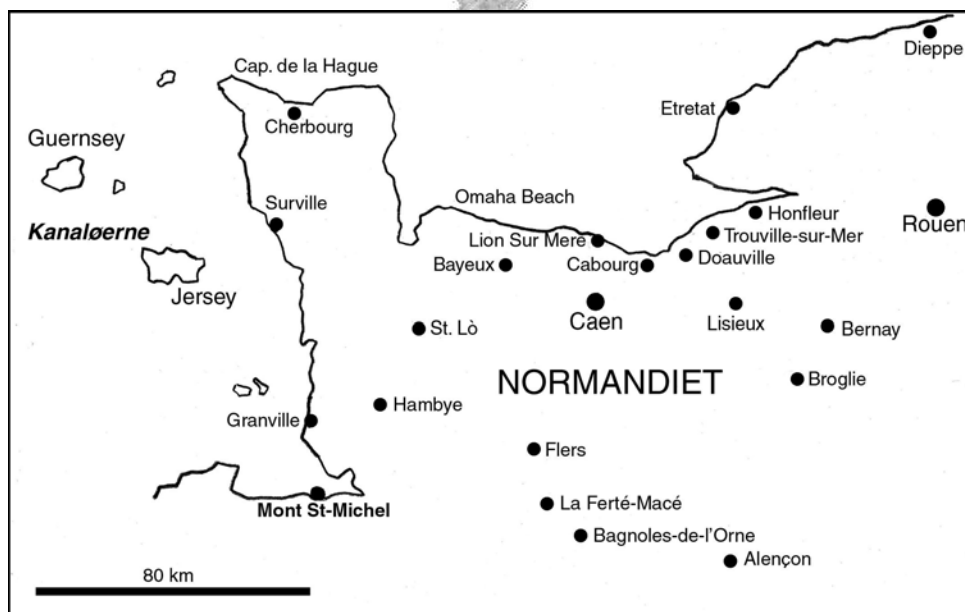 Dieppe
Cap. de la Hague
Etretat
Cherbourg
Guernsey
Surville
Omaha Beach
Honfleur
Rouen
Kanaløerne
Lion Sur Mere
Trouville-sur-Mer
Bayeux
Cabourg
Doauville
Jersey
Caen
Lisieux
St. Lò
Bernay
NORMANDIET
Broglie
Hambye
Granville
Flers
La Ferté-Macé
Mont St-Michel
Bagnoles-de-l'Orne
Alençon
80 km